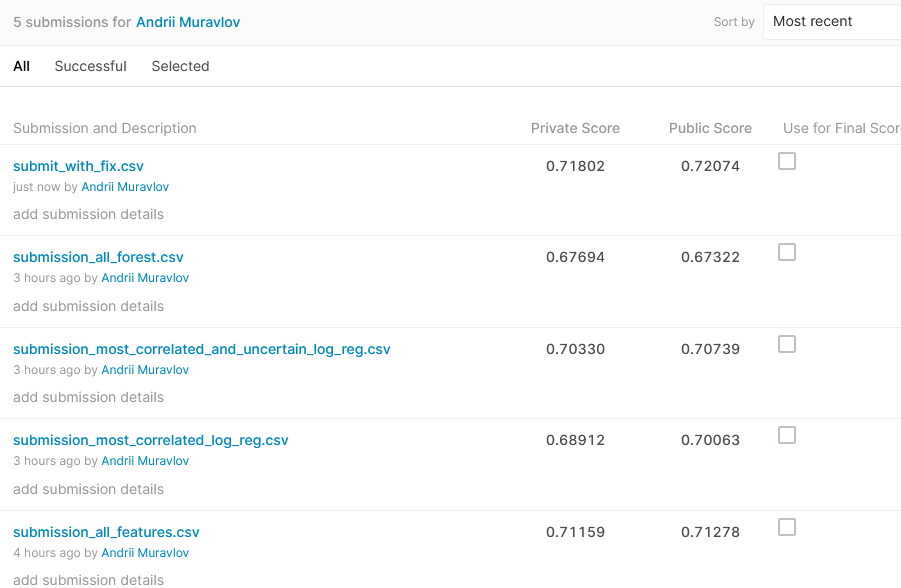 5 submissions for Andrii Muravlov
Sort by Most recent
All Successful Selected
Submission and Description Private Score Public Score Use for Final Scor
submit_with_fix.csv 0.71802 0.72074
just now by Andrii Muravlov
add submission details
submission_all_forest.csv 0.67694 0.67322
3 hours ago by Andrii Muravlov
add submission details
submission_most_correlated_and_uncertain_log_reg.csv 0.70330 0.70739
3 hours ago by Andrii Muravlov
add submission details
submission_most_correlated_log_reg.csv 0.68912 0.70063
3 hours ago by Andrii Muravlov
add submission details
submission_all_features.csv 0.71159 0.71278
4 hours ago by Andrii Muravlov
add submission details